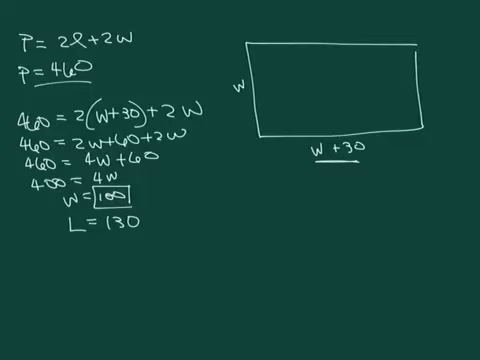 P = 2l + 2w
P = 460
460 = 2(w+30) + 2w
460 = 2w + 60 + 2w
460 = 4w + 60
400 = 4w
w = 100
L = 130
w
w + 30